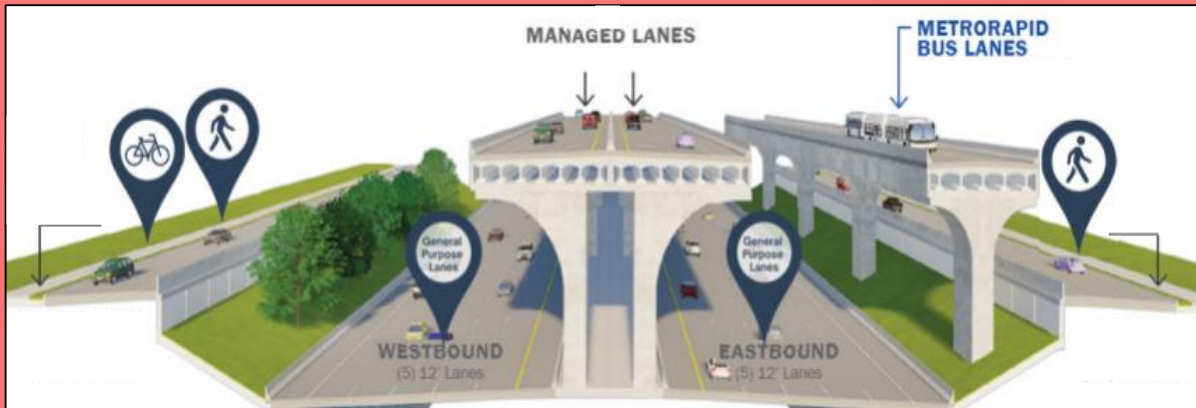 MANAGED LANES
METRORAPID
BUS LANES
General
Purpose
Lanes
General
Purpose
Lanes
WESTBOUND
(5) 12' Lanes
EASTBOUND
(5) 12' Lanes